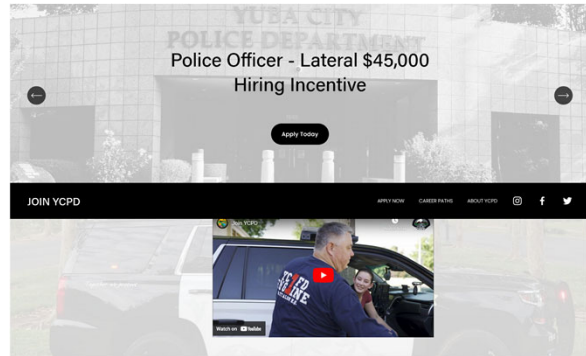 YUBA CITY
POLICE DEPARTMENT
Police Officer - Lateral $45,000
Hiring Incentive
Apply Today
JOIN YCPD
APPLY NOW
CAREER PATHS
ABOUT YCPD
Join YCPD
Watch on YouTube